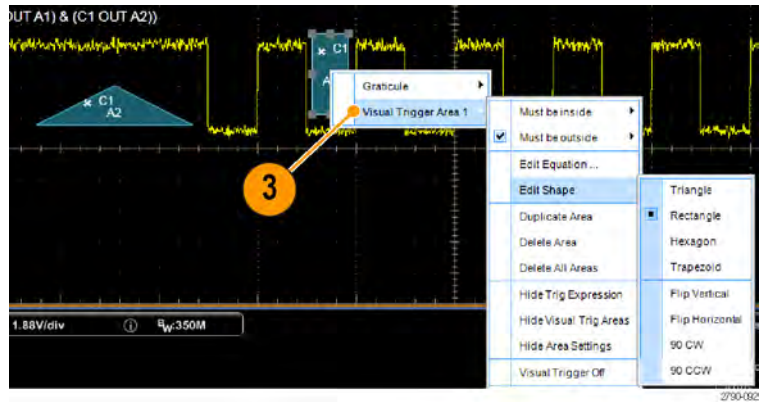 OUT A1) & (C1 OUT A2))
C1
A
C1
A2
Graticule
Visual Trigger Area 1
3
Must be inside
Must be outside
Edit Equation ...
Edit Shape
Duplicate Area
Delete Area
Delete All Areas
Hide Trig Expression
Hide Visual Trig Areas
Hide Area Settings
Visual Trigger Off
Triangle
Rectangle
Hexagon
Trapezoid
Flip Vertical
Flip Horizontal
90 CW
90 CCW
1.88V/div BW:350M